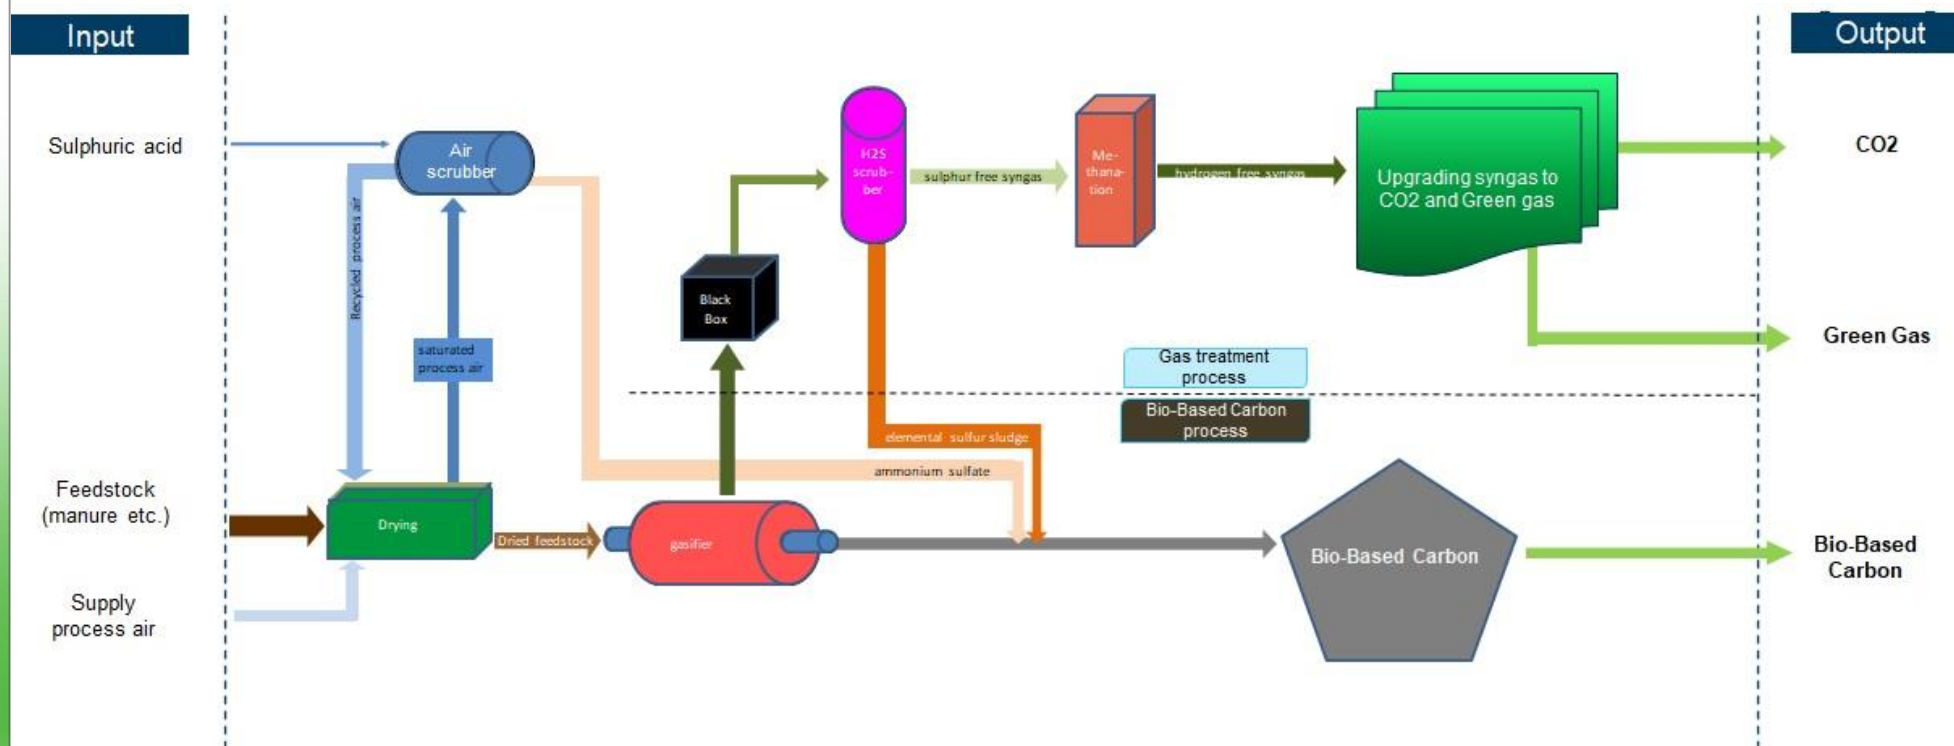 Input
Output
Sulphuric acid
Air
scrubber
Recycled process air
saturated
process air
Feedstock
(manure etc.)
Supply
process air
Drying
Dried feedstock
gasifier
Black
Box
H2S
scrub-
ber
sulphur free syngas
Me-
thana-
tion
hydrogen free syngas
Upgrading syngas to
CO2 and Green gas
CO2
Green Gas
Gas treatment
process
Bio-Based Carbon
process
elemental sulfur sludge
ammonium sulfate
Bio-Based Carbon
Bio-Based
Carbon